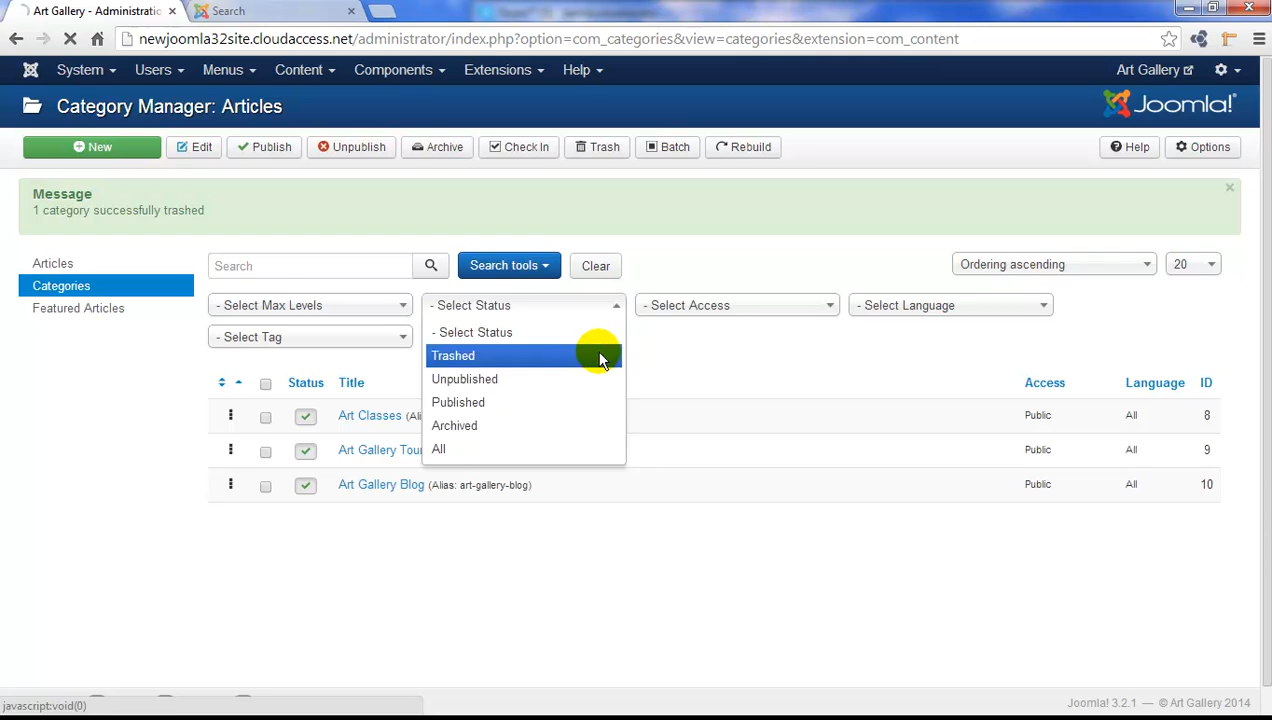 Art Gallery - Administratio
Search
newjoomla32site.cloudaccess.net/administrator/index.php?option=com_categories&view=categories&extension=com_content
System Users Menus Content Components Extensions Help Art Gallery
Category Manager: Articles Joomla!
New Edit Publish Unpublish Archive Check In Trash Batch Rebuild Help Options
Message
1 category successfully trashed
Articles
Categories
Featured Articles
Search Search tools Clear Ordering ascending 20
- Select Max Levels - Select Status - Select Access - Select Language
- Select Tag
- Select Status
Trashed
Unpublished
Published
Archived
All
Status Title Access Language ID
Art Classes (Ali Public All 8
Art Gallery Tour Public All 9
Art Gallery Blog (Alias: art-gallery-blog) Public All 10
javascript:void(0)
Joomla! 3.2.1 — © Art Gallery 2014